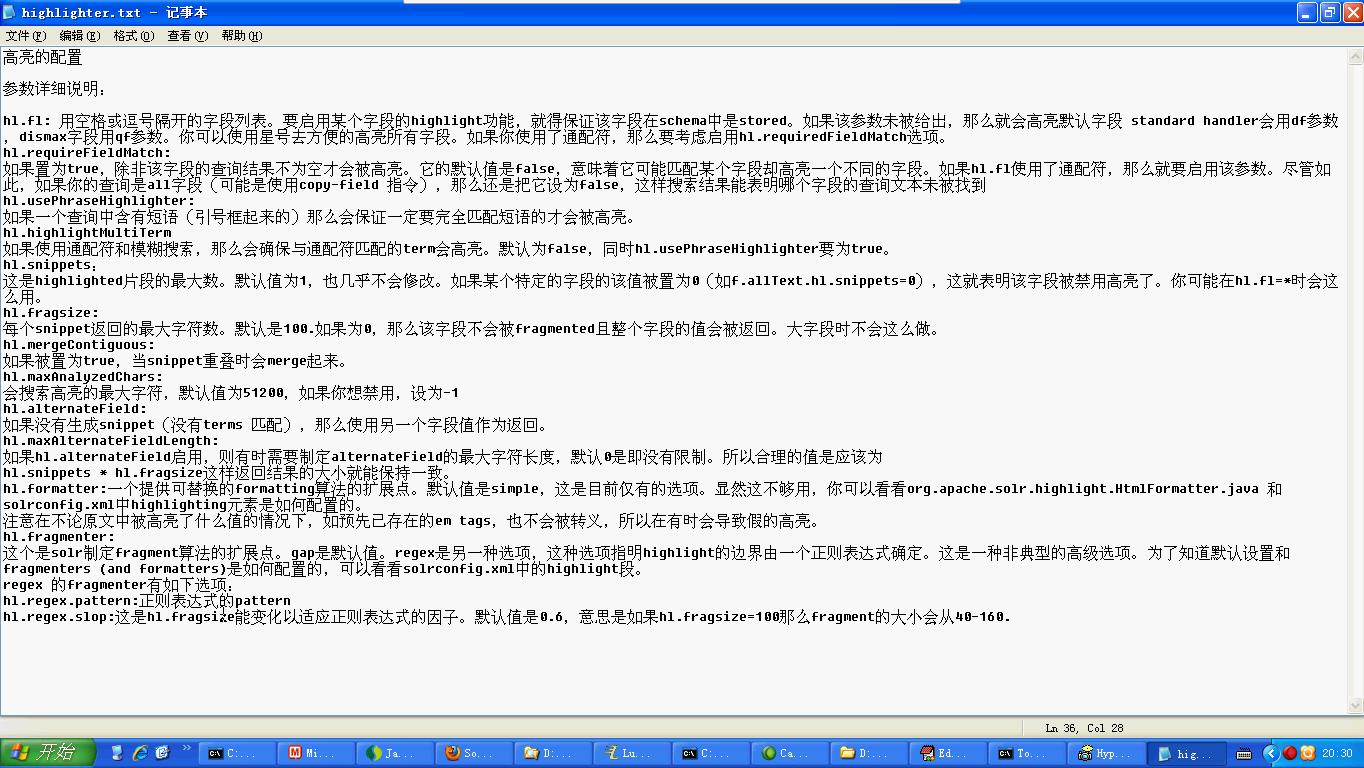 highlighter.txt - 记事本
文件(F) 编辑(E) 格式(O) 查看(V) 帮助(H)
高亮的配置
参数详细说明:
hl.fl: 用空格或逗号隔开的字段列表。要启用某个字段的highlight功能，就得保证该字段在schema中是stored。如果该参数未被给出，那么就会高亮默认字段 standard handler会用df参数
，dismax字段用qf参数。你可以使用星号去方便的高亮所有字段。如果你使用了通配符，那么要考虑启用hl.requiredFieldMatch选项。
hl.requireFieldMatch:
如果置为true，除非该字段的查询结果不为空才会被高亮。它的默认值是false，意味着它可能匹配某个字段却高亮一个不同的字段。如果hl.fl使用了通配符，那么就要启用该参数。尽管如
此，如果你的查询是all字段（可能是使用copy-field 指令），那么还是把它设为false，这样搜索结果能表明哪个字段的查询文本未被找到
hl.usePhraseHighlighter:
如果一个查询中含有短语（引号框起来的）那么会保证一定要完全匹配短语的才会被高亮。
hl.highlightMultiTerm
如果使用通配符和模糊搜索，那么会确保与通配符匹配的term会高亮。默认为false，同时hl.usePhraseHighlighter要为true。
hl.snippets：
这是highlighted片段的最大数。默认值为1，也几乎不会修改。如果某个特定的字段的该值被置为0（如f.allText.hl.snippets=0），这就表明该字段被禁用高亮了。你可能在hl.fl=*时会这
么用。
hl.fragsize:
每个snippet返回的最大字符数。默认是100.如果为0，那么该字段不会被fragmented且整个字段的值会被返回。大字段时不会这么做。
hl.mergeContiguous:
如果被置为true，当snippet重叠时会merge起来。
hl.maxAnalyzedChars:
会搜索高亮的最大字符，默认值为51200，如果你想禁用，设为-1
hl.alternateField:
如果没有生成snippet（没有terms 匹配），那么使用另一个字段值作为返回。
hl.maxAlternateFieldLength:
如果hl.alternateField启用，则有时需要制定alternateField的最大字符长度，默认0是即没有限制。所以合理的值是应该为
hl.snippets * hl.fragsize这样返回结果的大小就能保持一致。
hl.formatter:一个提供可替换的formatting算法的扩展点。默认值是simple，这是目前仅有的选项。显然这不够用，你可以看看org.apache.solr.highlight.HtmlFormatter.java 和
solrconfig.xml中highlighting元素是如何配置的。
注意在不论原文中被高亮了什么值的情况下，如预先已存在的em tags，也不会被转义，所以在有时会导致假的高亮。
hl.fragmenter:
这个是solr制定fragment算法的扩展点。gap是默认值。regex是另一种选项，这种选项指明highlight的边界由一个正则表达式确定。这是一种非典型的高级选项。为了知道默认设置和
fragmenters (and formatters)是如何配置的，可以看看solrconfig.xml中的highlight段。
regex 的fragmenter有如下选项：
hl.regex.pattern:正则表达式的pattern
hl.regex.slop:这是hl.fragsize能变化以适应正则表达式的因子。默认值是0.6，意思是如果hl.fragsize=100那么fragment的大小会从40-160.
Ln 36, Col 28
开始 C:... Mi... Ja... So... D:... Lu... C:... Ca... D:... Ed... To... Hyp... hig... 20:30